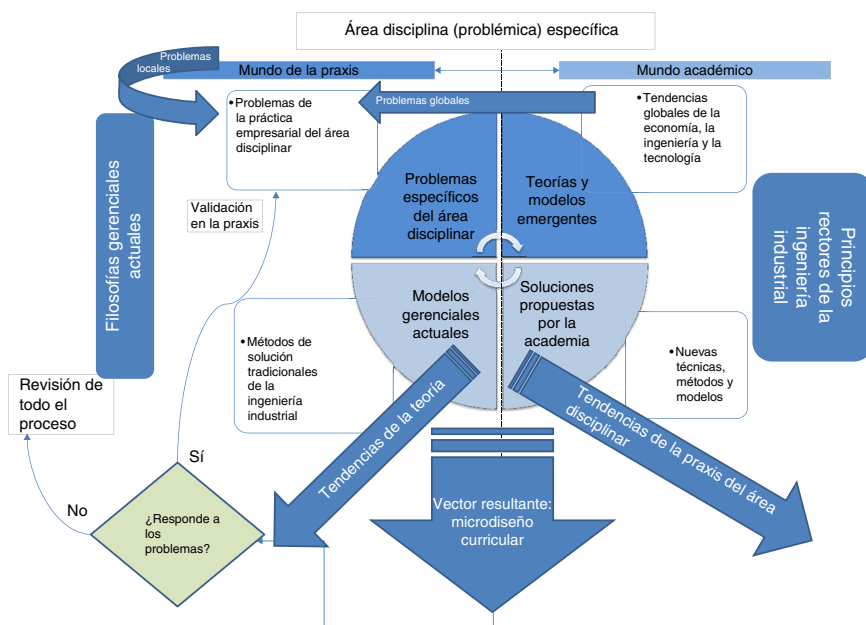 Área disciplina (problémica) específica
Problemas
locales
Mundo de la praxis
Mundo académico
Problemas globales
•Problemas de
la práctica
empresarial del área
disciplinar
•Tendencias
globales de la
economía, la
ingeniería y la
tecnología
Filosofías gerenciales
actuales
Validación
en la praxis
Problemas
específicos
del área
disciplinar
Teorías y
modelos
emergentes
Principios
rectores de la
ingeniería
industrial
Modelos
gerenciales
actuales
Soluciones
propuestas
por la
academia
•Métodos de
solución
tradicionales
de la
ingeniería
industrial
•Nuevas
técnicas,
métodos y
modelos
Revisión de
todo el
proceso
Tendencias de la teoría
Tendencias de la praxis del área
disciplinar
Sí
No
¿Responde a
los
problemas?
Vector resultante:
microdiseño
curricular